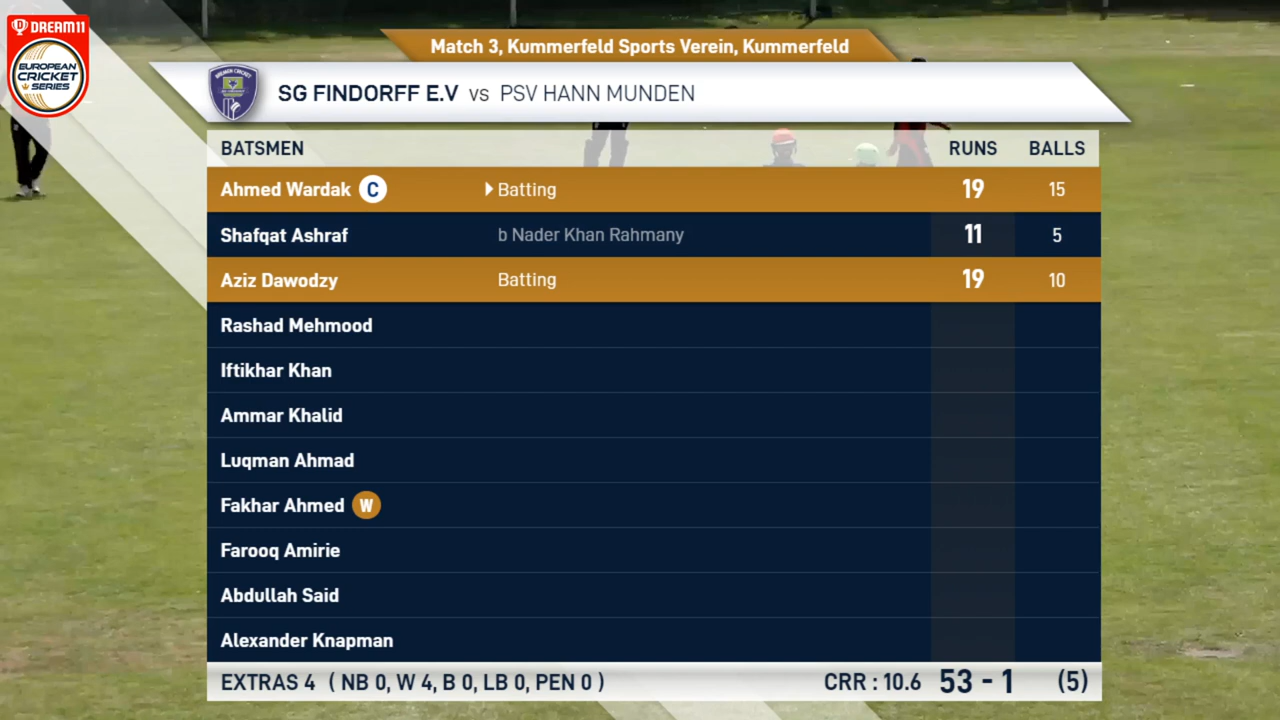 DREAM11
EUROPEAN
CRICKET
SERIES
Match 3, Kummerfeld Sports Verein, Kummerfeld
SG FINDORFF E.V vs PSV HANN MUNDEN
BATSMEN RUNS BALLS
Ahmed Wardak C Batting 19 15
Shafqat Ashraf b Nader Khan Rahmany 11 5
Aziz Dawodzy Batting 19 10
Rashad Mehmood
Iftikhar Khan
Ammar Khalid
Luqman Ahmad
Fakhar Ahmed W
Farooq Amirie
Abdullah Said
Alexander Knapman
EXTRAS 4 ( NB 0, W 4, B 0, LB 0, PEN 0 ) CRR : 10.6 53 - 1 (5)